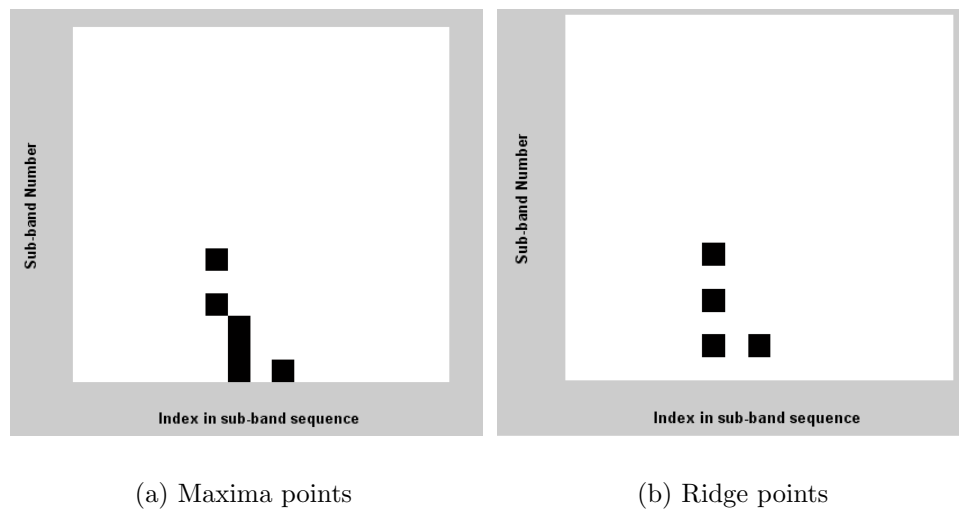 Sub-band Number
Index in sub-band sequence
(a) Maxima points
Sub-band Number
Index in sub-band sequence
(b) Ridge points